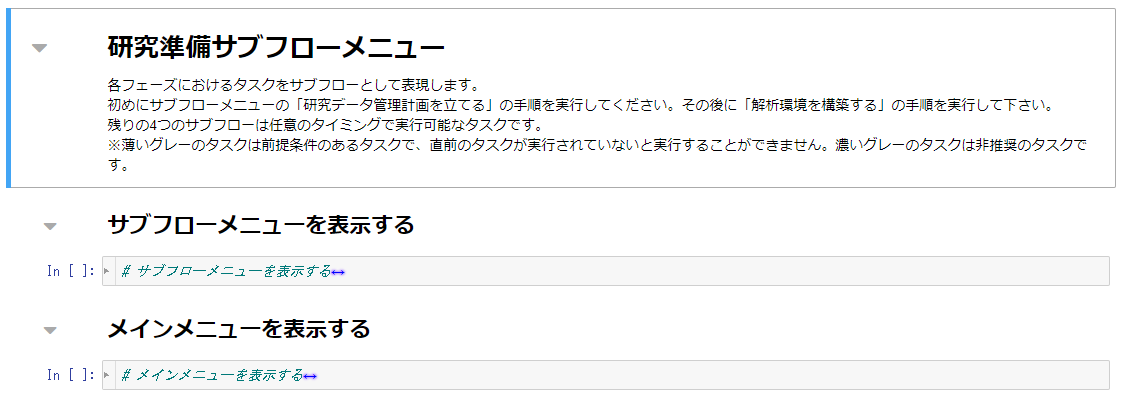 研究準備サブフローメニュー
各フェーズにおけるタスクをサブフローとして表現します。
初めにサブフローメニューの「研究データ管理計画を立てる」の手順を実行してください。その後に「解析環境を構築する」の手順を実行して下さい。
残りの4つのサブフローは任意のタイミングで実行可能なタスクです。
※薄いグレーのタスクは前提条件のあるタスクで、直前のタスクが実行されていないと実行することができません。濃いグレーのタスクは非推奨のタスクで
す。
サブフローメニューを表示する
In [ ]: # サブフローメニューを表示する↔
メインメニューを表示する
In [ ]: # メインメニューを表示する↔